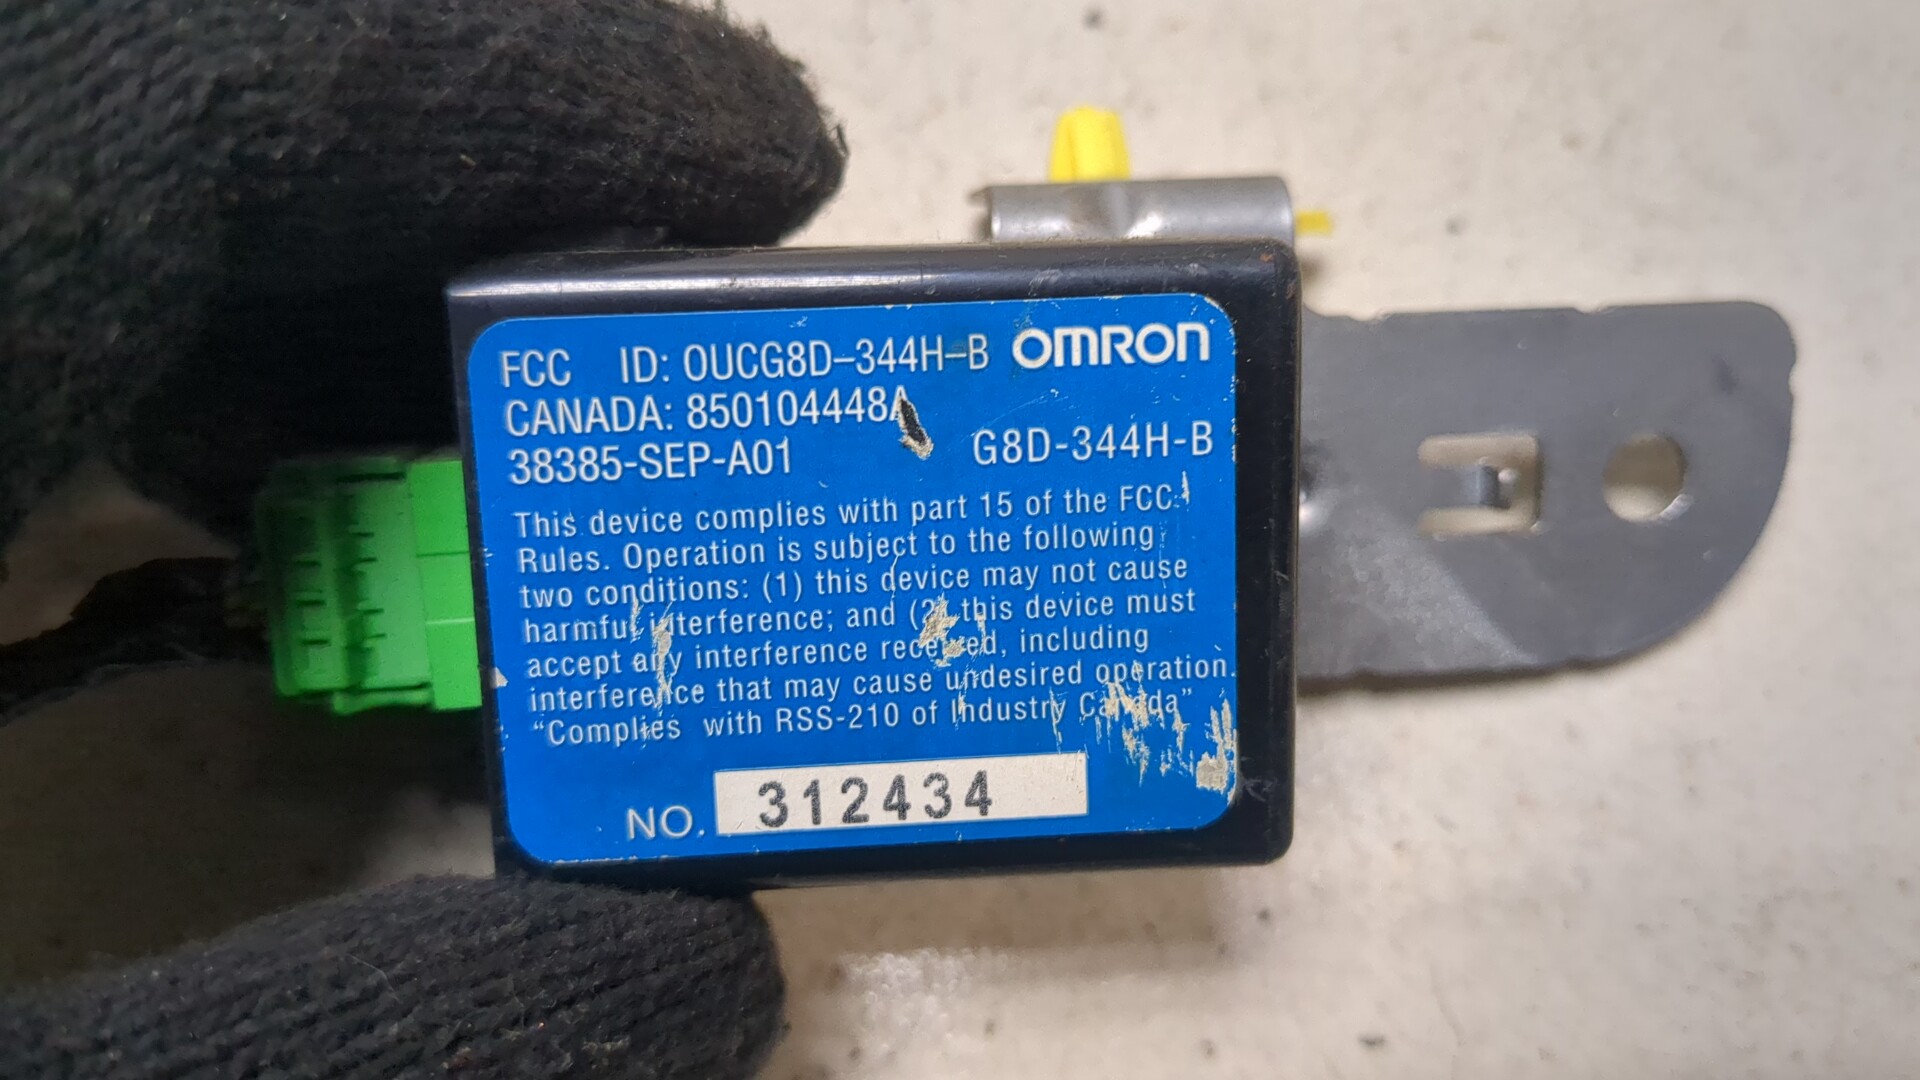 FCC ID: OUCG8D-344H-B OMRON
CANADA: 850104448A
38385-SEP-A01 G8D-344H-B
This device complies with part 15 of the FCC
Rules. Operation is subject to the following
two conditions: (1) this device may not cause
harmful interference; and (2) this device must
accept any interference received, including
interference that may cause undesired operation.
“Complies with RSS-210 of Industry Canada”
NO. 312434